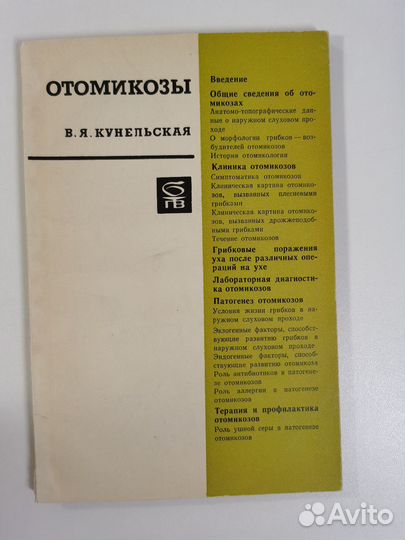 ОТОМИКОЗЫ
В. Я. КУНЕЛЬСКАЯ
БПВ
Введение
Общие сведения об ото-
микозах
Анатомо-топографические дан-
ные о наружном слуховом про-
ходе
О морфологии грибков — воз-
будителей отомикозов
История отомикологии
Клиника отомикозов
Симптоматика отомикозов
Клиническая картина отомико-
зов, вызванных плесневыми
грибками
Клиническая картина отомико-
зов, вызванных дрожжеподоб-
ными грибками
Течение отомикозов
Грибковые поражения
уха после различных опе-
раций на ухе
Лабораторная диагности-
ка отомикозов
Патогенез отомикозов
Условия жизни грибков в на-
ружном слуховом проходе
Экзогенные факторы, способст-
вующие развитию грибков в
наружном слуховом проходе
Эндогенные факторы, способ-
ствующие развитию отомикоза
Роль антибиотиков в патогене-
зе отомикозов
Роль аллергии в патогенезе
отомикозов
Терапия и профилактика
отомикозов
Роль ушной серы в патогенезе
отомикозов
Avito